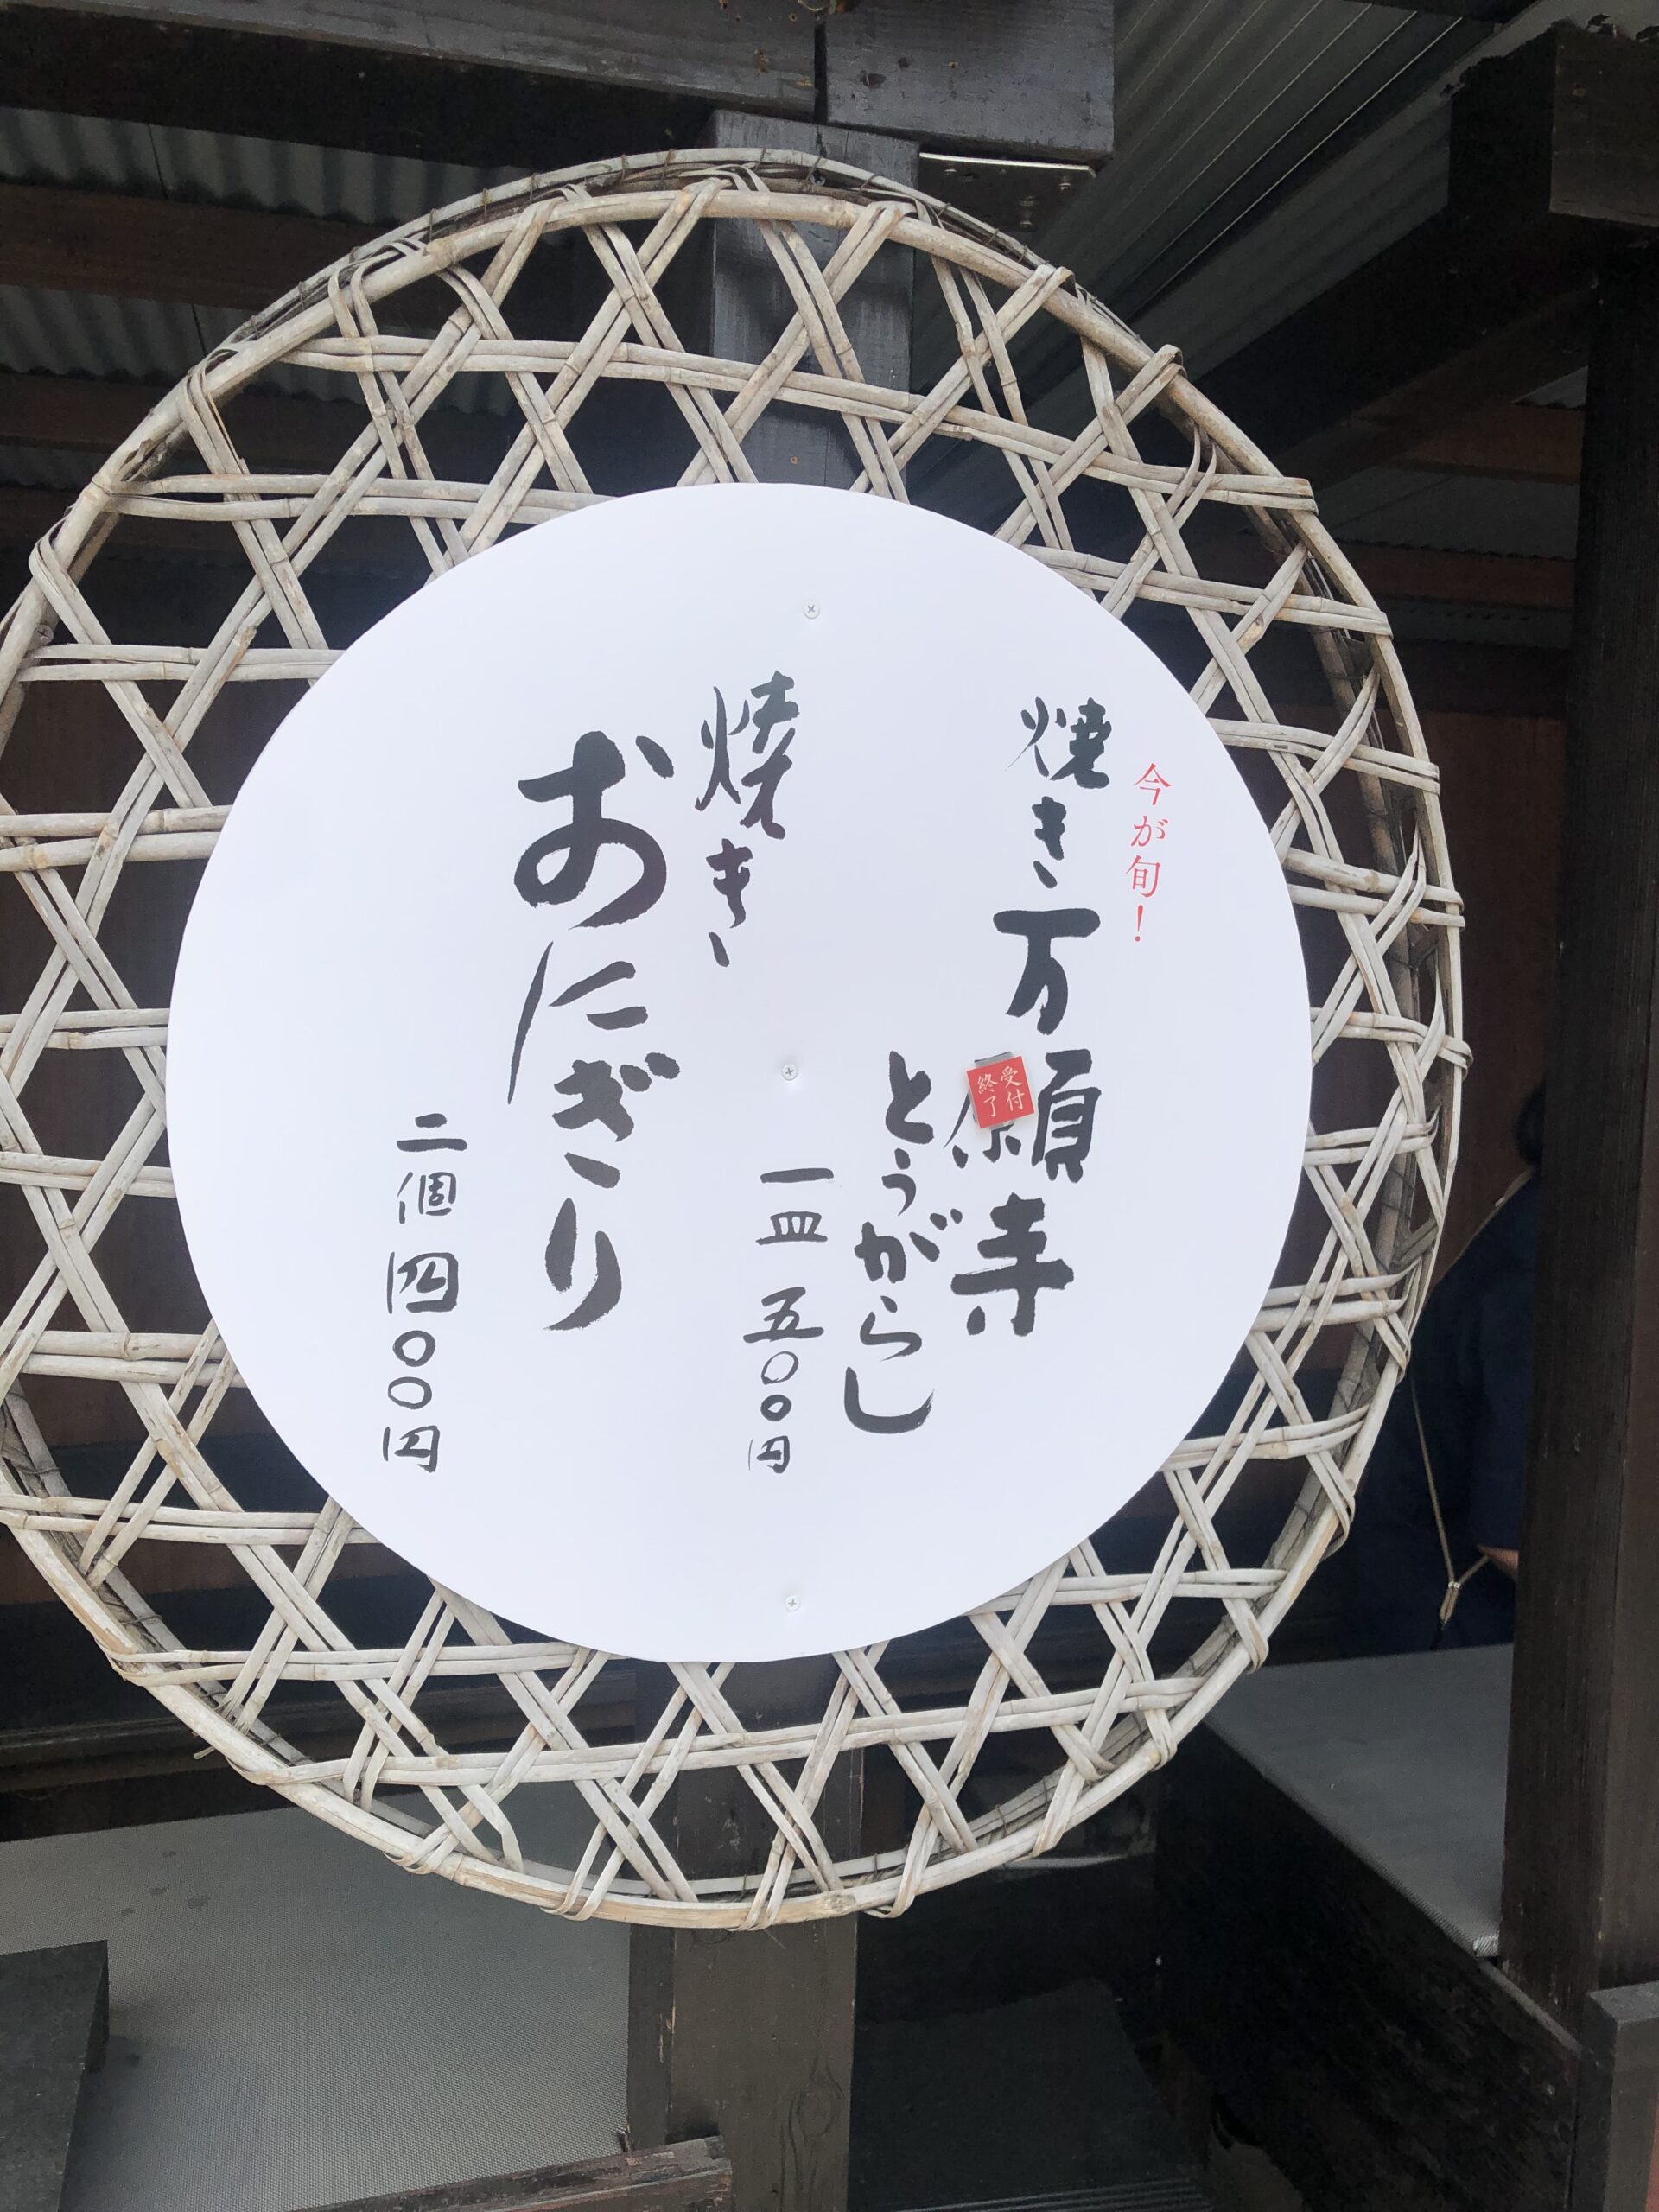 今が旬！
焼き万願寺
とうがらし
一皿 五〇〇円
受付
終了
焼き
おにぎり
二個 四〇〇円